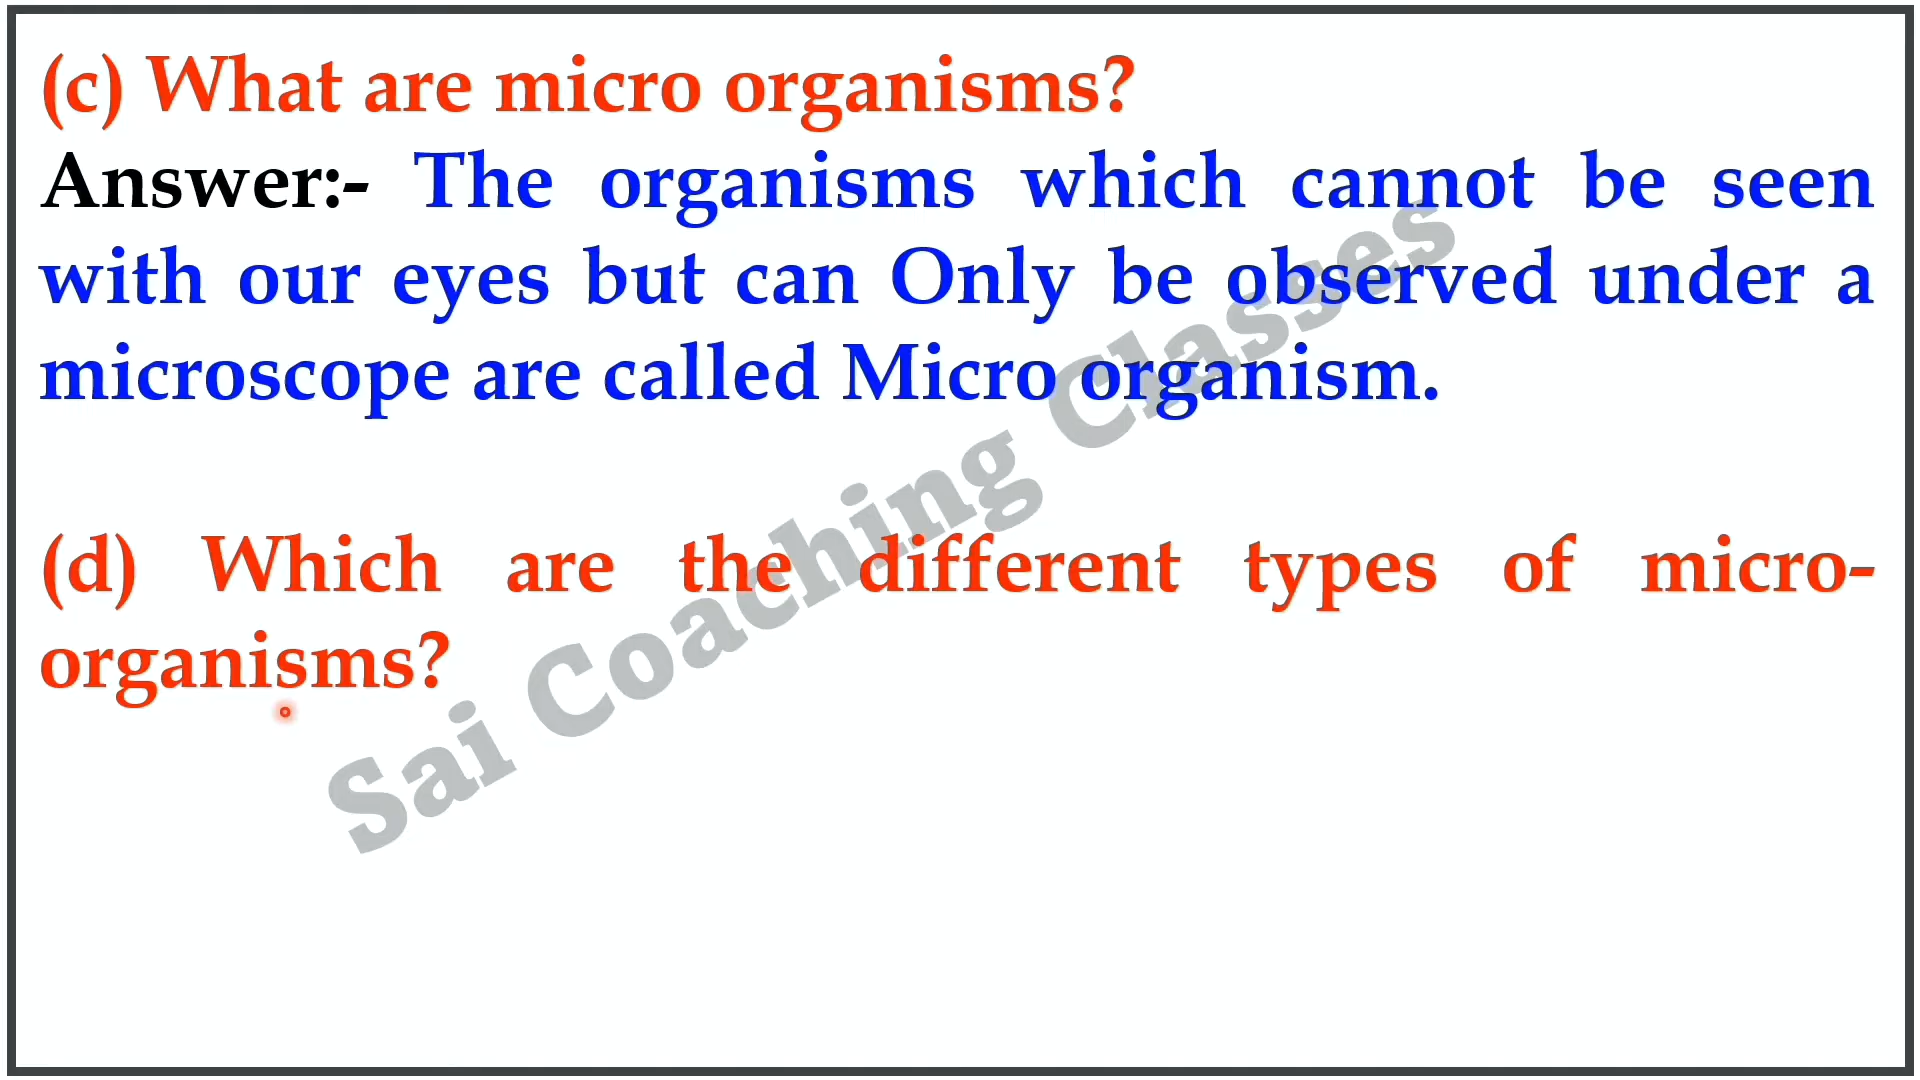 (c) What are micro organisms?
Answer:- The organisms which cannot be seen
with our eyes but can Only be observed under a
microscope are called Micro organism.
(d) Which are the different types of micro-
organisms?
Sai Coaching Classes